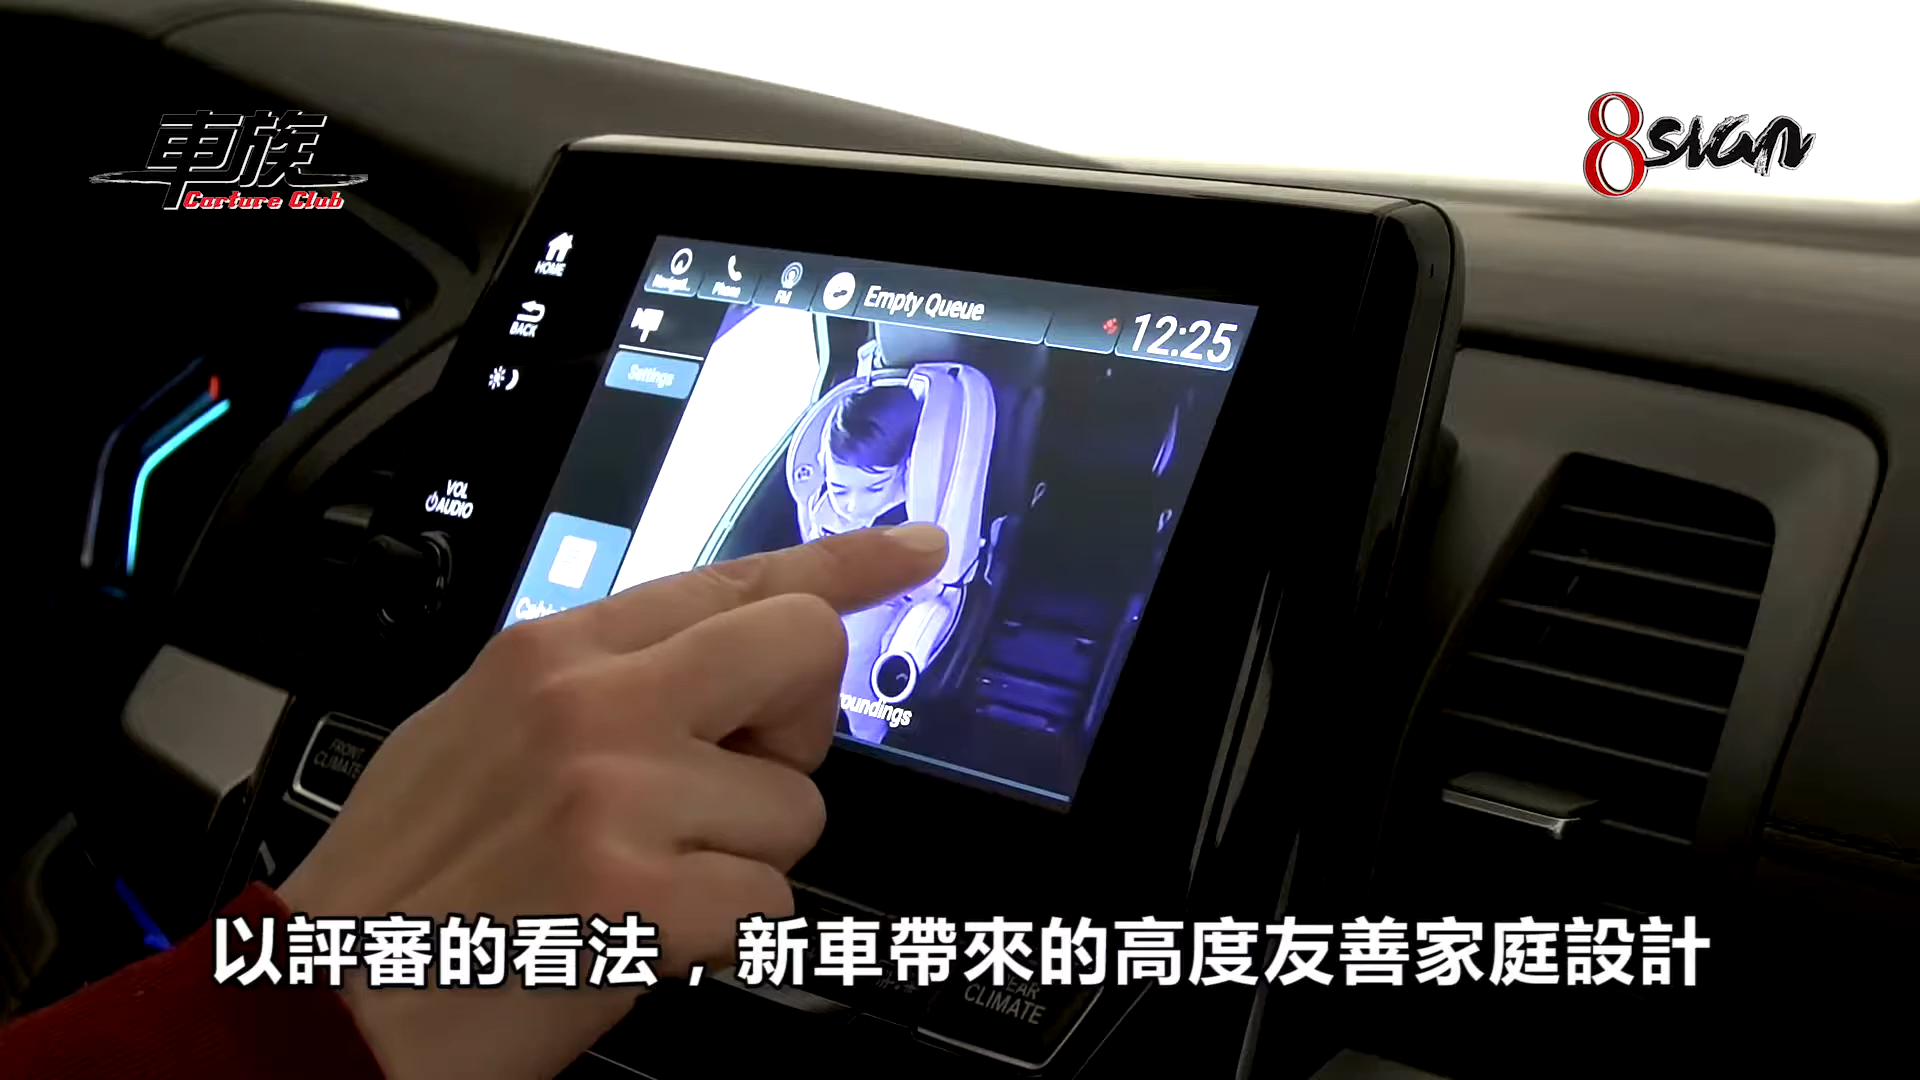 車族
Carture Club
8sian
HOME
BACK
Phone
FM
Empty Queue
12:25
Settings
VOL
AUDIO
FRONT
CLIMATE
CLIMATE
以評審的看法，新車帶來的高度友善家庭設計